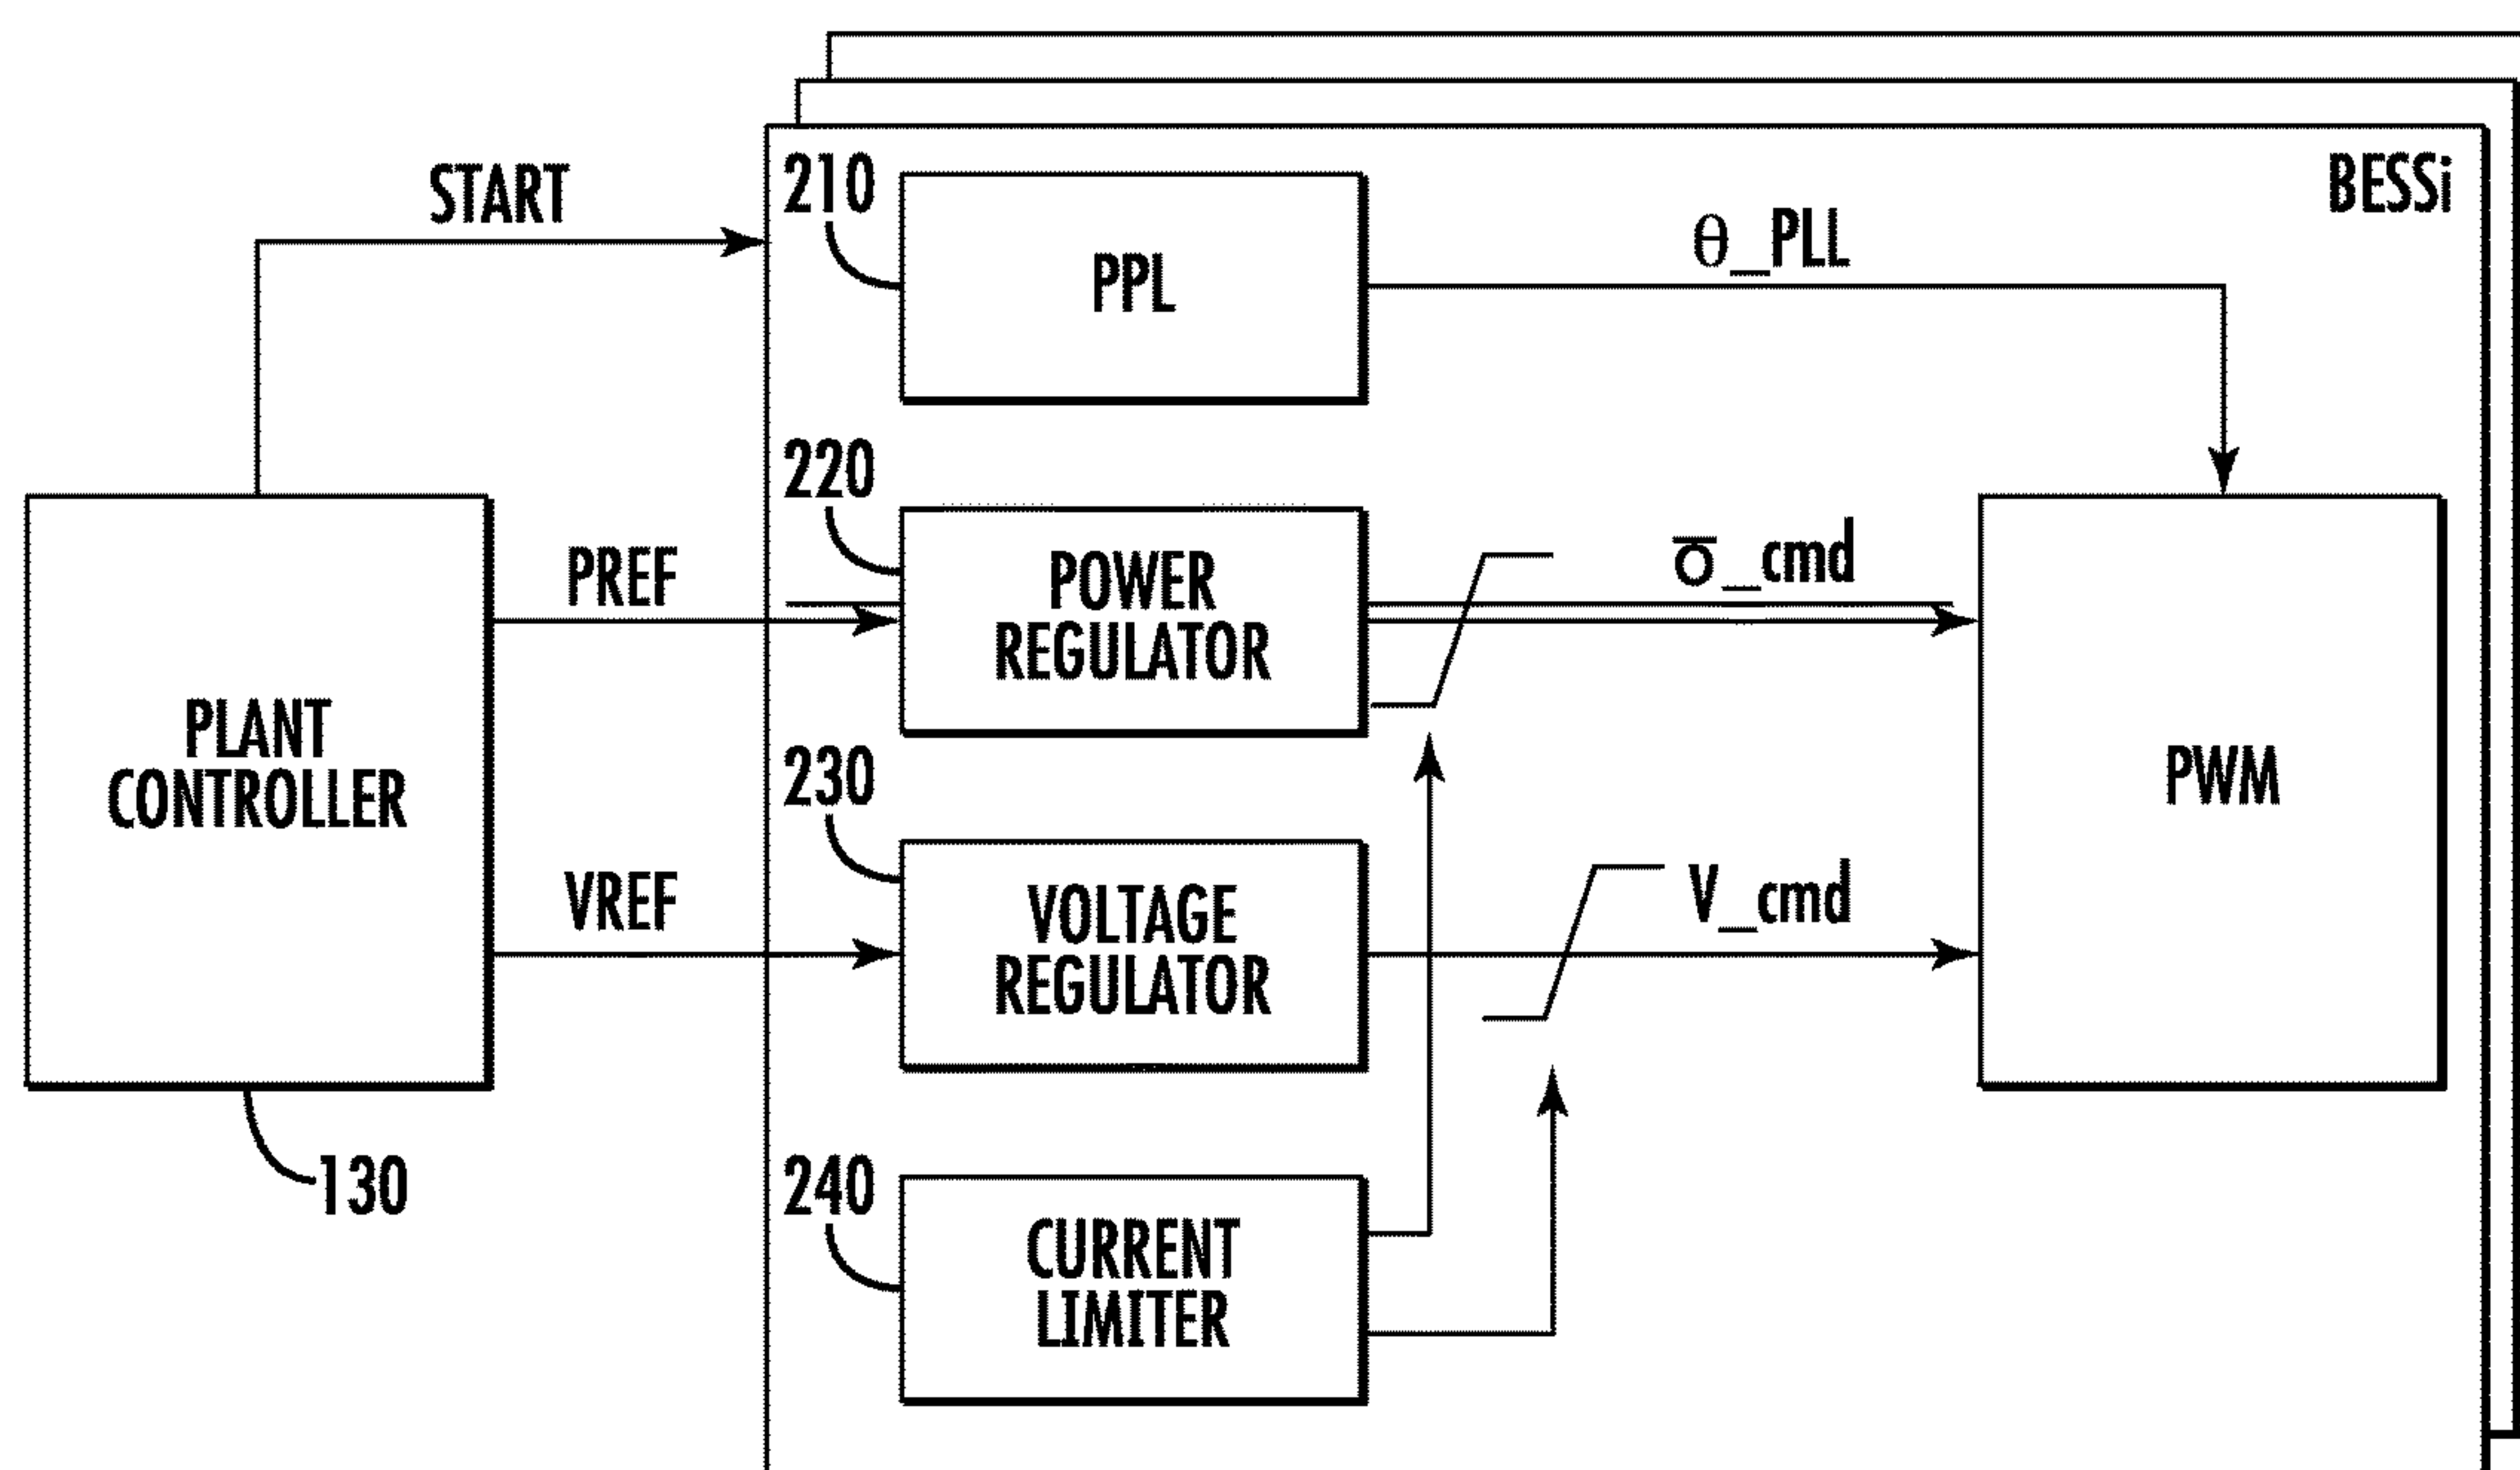 START
210
BESSi
PPL
θ_PLL
220
PREF
POWER
REGULATOR
δ_cmd
PLANT
CONTROLLER
PWM
230
VREF
VOLTAGE
REGULATOR
V_cmd
130
240
CURRENT
LIMITER